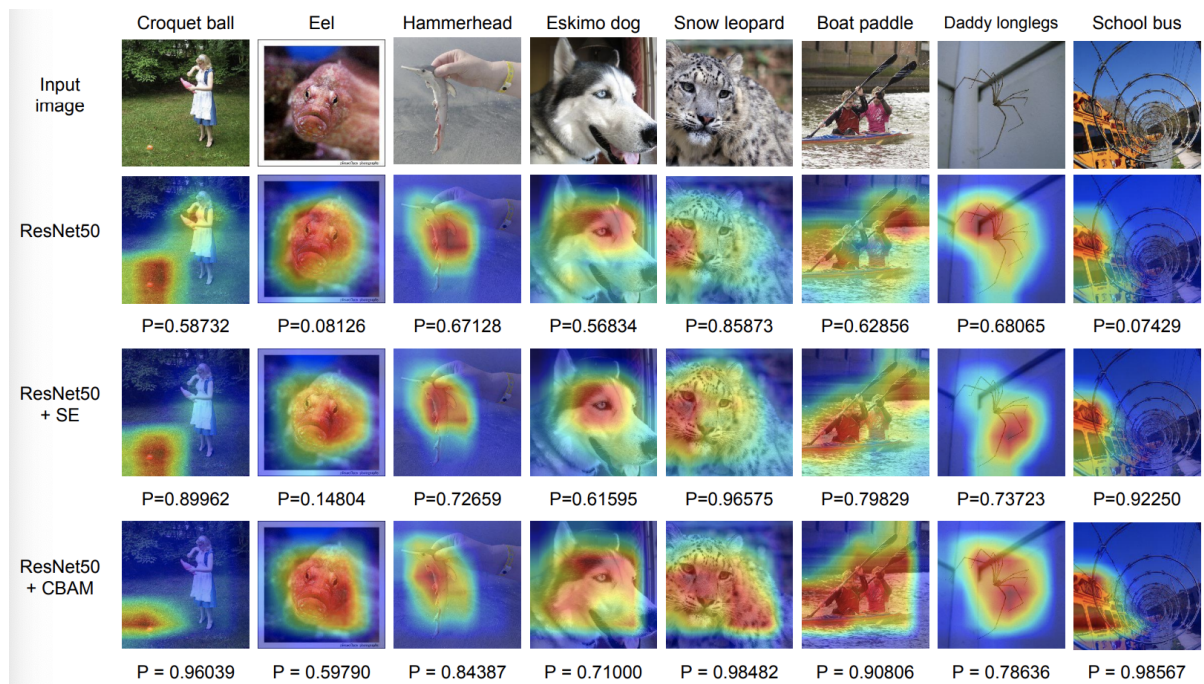 Croquet ball Eel Hammerhead Eskimo dog Snow leopard Boat paddle Daddy longlegs School bus
Input
image
ResNet50
P=0.58732 P=0.08126 P=0.67128 P=0.56834 P=0.85873 P=0.62856 P=0.68065 P=0.07429
ResNet50
+ SE
P=0.89962 P=0.14804 P=0.72659 P=0.61595 P=0.96575 P=0.79829 P=0.73723 P=0.92250
ResNet50
+ CBAM
P = 0.96039 P = 0.59790 P = 0.84387 P = 0.71000 P = 0.98482 P = 0.90806 P = 0.78636 P = 0.98567